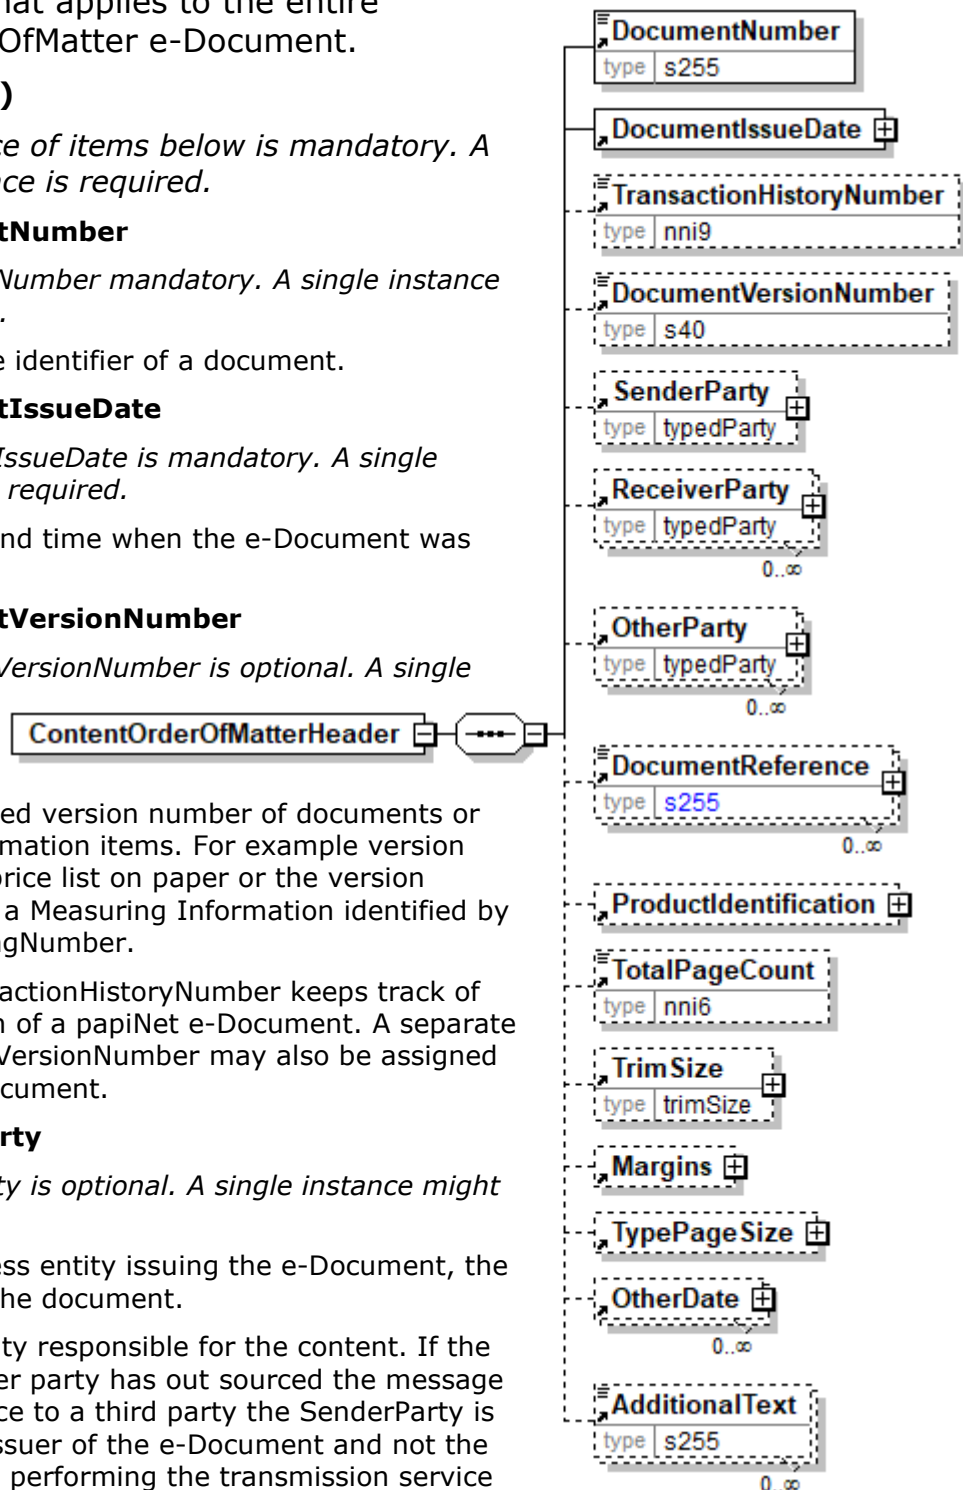 hat applies to the entire
OfMatter e-Document.
)
ce of items below is mandatory. A
nce is required.
tNumber
Number mandatory. A single instance
.
e identifier of a document.
tIssueDate
IssueDate is mandatory. A single
required.
nd time when the e-Document was
tVersionNumber
VersionNumber is optional. A single
ContentOrderOfMatterHeader
ed version number of documents or
rmation items. For example version
price list on paper or the version
a Measuring Information identified by
ngNumber.
actionHistoryNumber keeps track of
n of a papiNet e-Document. A separate
VersionNumber may also be assigned
cument.
rty
ty is optional. A single instance might
ess entity issuing the e-Document, the
he document.
ty responsible for the content. If the
er party has out sourced the message
ce to a third party the SenderParty is
ssuer of the e-Document and not the
performing the transmission service
DocumentNumber
type s255
DocumentIssueDate
TransactionHistoryNumber
type nni9
DocumentVersionNumber
type s40
SenderParty
type typedParty
ReceiverParty
type typedParty
0..∞
OtherParty
type typedParty
0..∞
DocumentReference
type s255
0..∞
ProductIdentification
TotalPageCount
type nni6
TrimSize
type trimSize
Margins
TypePageSize
OtherDate
0..∞
AdditionalText
type s255
0..∞